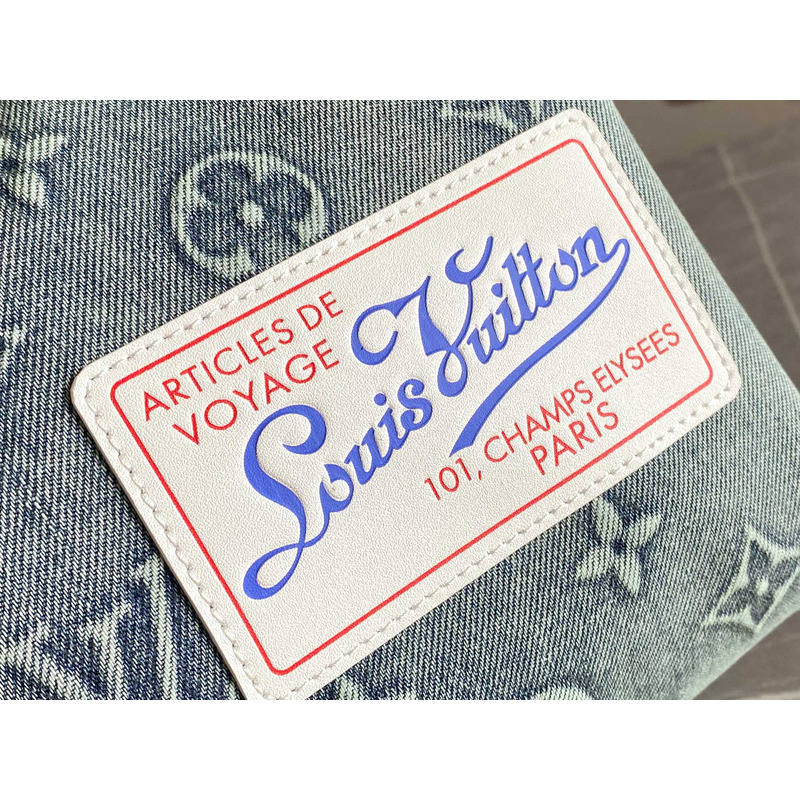 ARTICLES DE
VOYAGE
Louis Vuitton
101, CHAMPS ELYSEES
PARIS